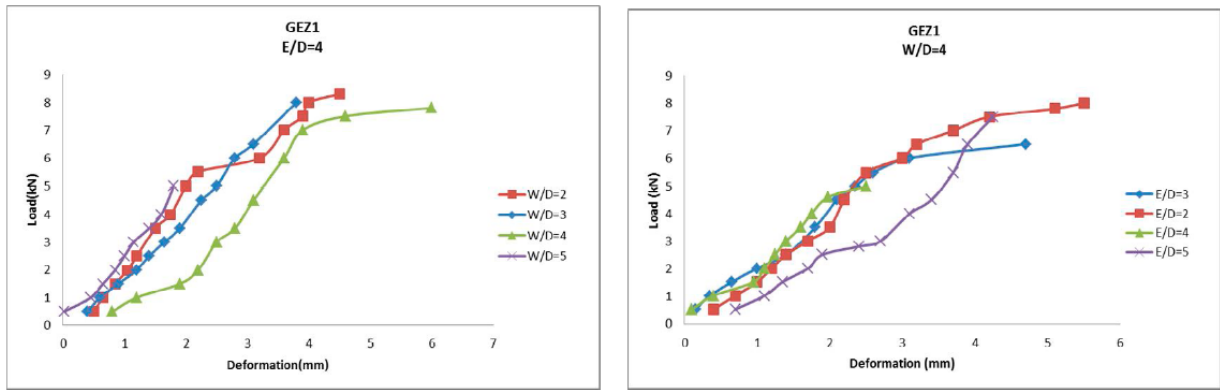 GEZ1
E/D=4
9
8
7
6
5
4
3
2
1
0
Load(kN)
0 1 2 3 4 5 6 7
Deformation(mm)
W/D=2
W/D=3
W/D=4
W/D=5
GEZ1
W/D=4
9
8
7
6
5
4
3
2
1
0
Load (kN)
0 1 2 3 4 5 6
Deformation (mm)
E/D=3
E/D=2
E/D=4
E/D=5